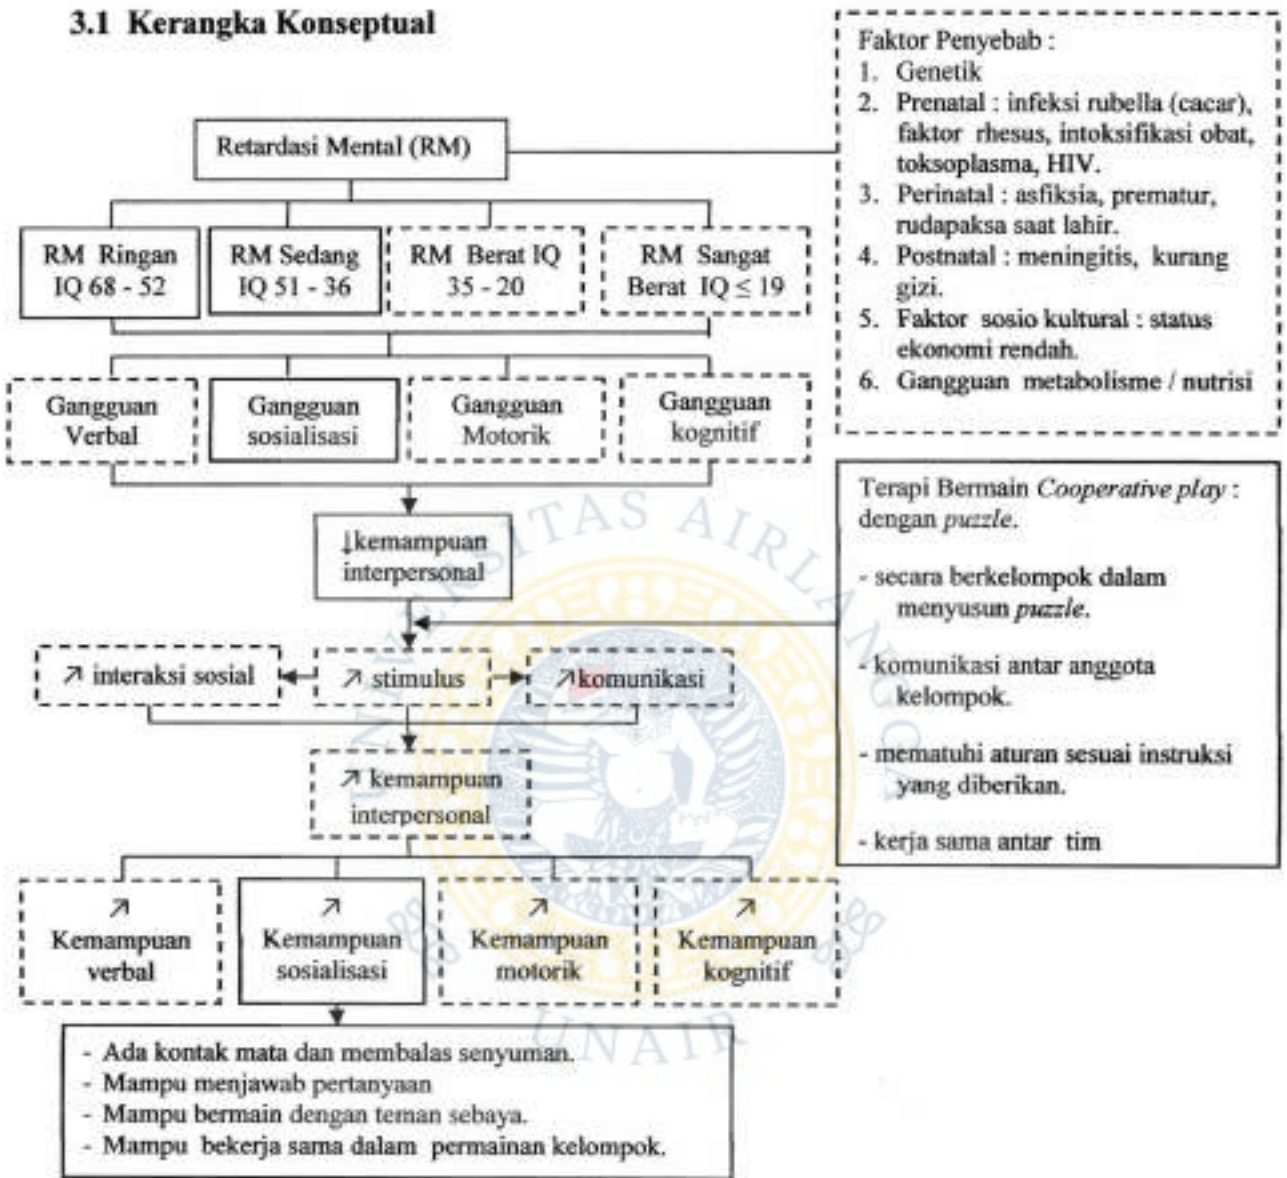 3.1 Kerangka Konseptual
Retardasi Mental (RM)
RM Ringan
IQ 68 - 52
RM Sedang
IQ 51 - 36
RM Berat IQ
35 - 20
RM Sangat
Berat IQ ≤ 19
Gangguan
Verbal
Gangguan
sosialisasi
Gangguan
Motorik
Gangguan
kognitif
↓kemampuan
interpersonal
↗ interaksi sosial
↗ stimulus
↗komunikasi
↗ kemampuan
interpersonal
↗
Kemampuan
verbal
↗
Kemampuan
sosialisasi
↗
Kemampuan
motorik
↗
Kemampuan
kognitif
- Ada kontak mata dan membalas senyuman.
- Mampu menjawab pertanyaan
- Mampu bermain dengan teman sebaya.
- Mampu bekerja sama dalam permainan kelompok.
Faktor Penyebab :
1. Genetik
2. Prenatal : infeksi rubella (cacar),
faktor rhesus, intoksifikasi obat,
toksoplasma, HIV.
3. Perinatal : asfiksia, prematur,
rudapaksa saat lahir.
4. Postnatal : meningitis, kurang
gizi.
5. Faktor sosio kultural : status
ekonomi rendah.
6. Gangguan metabolisme / nutrisi
Terapi Bermain Cooperative play :
dengan puzzle.
- secara berkelompok dalam
menyusun puzzle.
- komunikasi antar anggota
kelompok.
- mematuhi aturan sesuai instruksi
yang diberikan.
- kerja sama antar tim
UNIVERSITAS AIRLANGGA
UNAIR